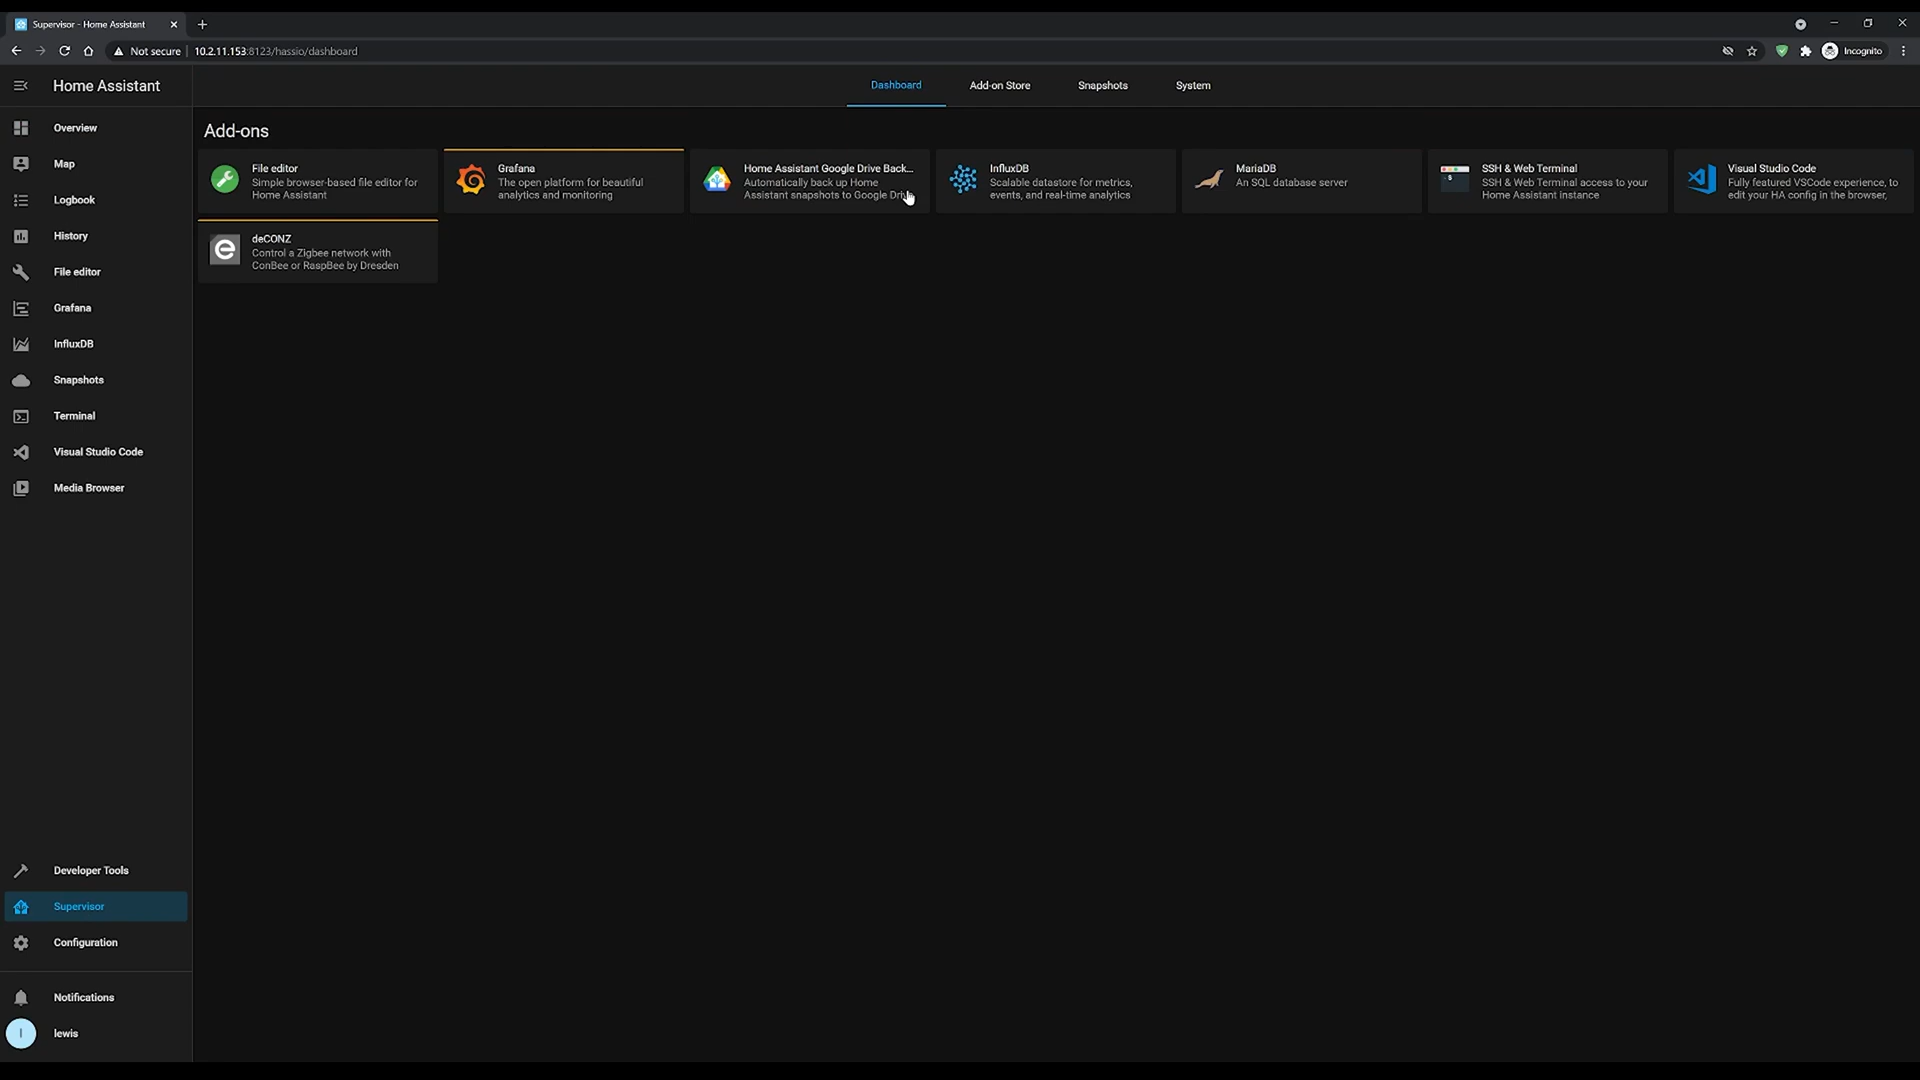 Supervisor - Home Assistant
Not secure
10.2.11.153:8123/hassio/dashboard
Incognito
Home Assistant
Dashboard
Add-on Store
Snapshots
System
Overview
Map
Logbook
History
File editor
Grafana
InfluxDB
Snapshots
Terminal
Visual Studio Code
Media Browser
Developer Tools
Supervisor
Configuration
Notifications
l
lewis
Add-ons
File editor
Simple browser-based file editor for
Home Assistant
Grafana
The open platform for beautiful
analytics and monitoring
Home Assistant Google Drive Back...
Automatically back up Home
Assistant snapshots to Google Drive
InfluxDB
Scalable datastore for metrics,
events, and real-time analytics
MariaDB
An SQL database server
SSH & Web Terminal
SSH & Web Terminal access to your
Home Assistant instance
Visual Studio Code
Fully featured VSCode experience, to
edit your HA config in the browser,
deCONZ
Control a Zigbee network with
ConBee or RaspBee by Dresden